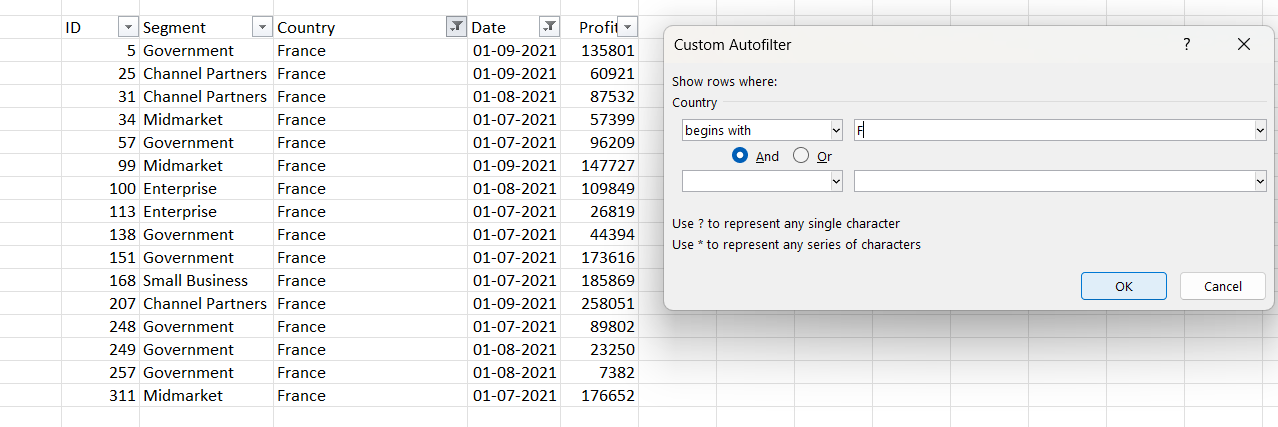 ID Segment Country Date Profit
5 Government France 01-09-2021 135801
25 Channel Partners France 01-09-2021 60921
31 Channel Partners France 01-08-2021 87532
34 Midmarket France 01-07-2021 57399
57 Government France 01-07-2021 96209
99 Midmarket France 01-09-2021 147727
100 Enterprise France 01-08-2021 109849
113 Enterprise France 01-07-2021 26819
138 Government France 01-07-2021 44394
151 Government France 01-07-2021 173616
168 Small Business France 01-07-2021 185869
207 Channel Partners France 01-09-2021 258051
248 Government France 01-07-2021 89802
249 Government France 01-08-2021 23250
257 Government France 01-08-2021 7382
311 Midmarket France 01-07-2021 176652
Custom Autofilter ?
Show rows where:
Country
begins with F
And Or
Use ? to represent any single character
Use * to represent any series of characters
OK Cancel